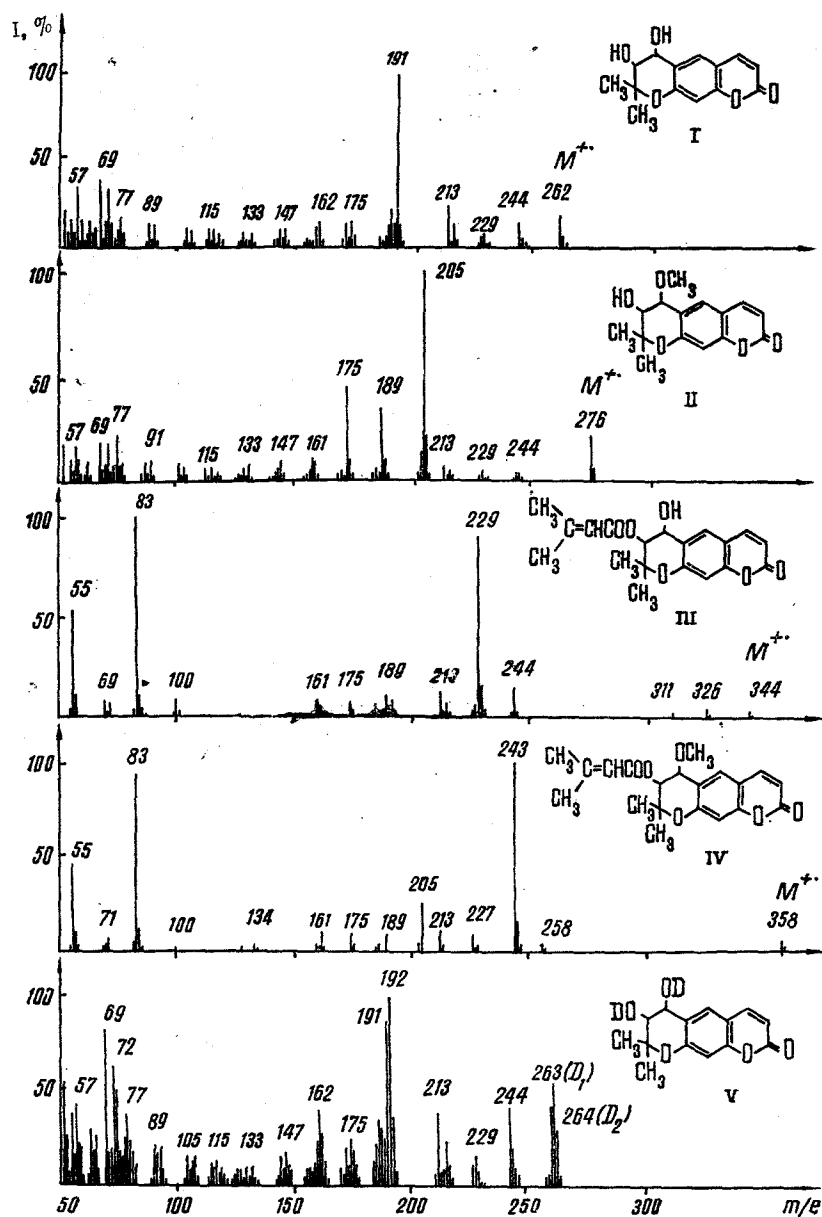 I, %
100
50
57
69
77
89
115
133
147
162
175
191
213
229
244
262
M+·
HO
OH
CH3
CH3
O
O
O
I
100
50
57
69
77
91
115
133
147
161
175
189
205
213
229
244
276
M+·
HO
OCH3
CH3
CH3
O
O
O
II
100
50
55
69
83
100
161
175
189
213
229
244
311
326
344
M+·
CH3
C=CHCOO
CH3
OH
CH3
CH3
O
O
O
III
100
50
55
71
83
100
134
161
175
189
205
213
227
243
258
358
M+·
CH3
C=CHCOO
CH3
OCH3
CH3
CH3
O
O
O
IV
100
50
57
69
72
77
89
105
115
133
147
162
175
191
192
213
229
244
263(D1)
264(D2)
DO
OD
CH3
CH3
O
O
O
V
50 100 150 200 250 300 m/e